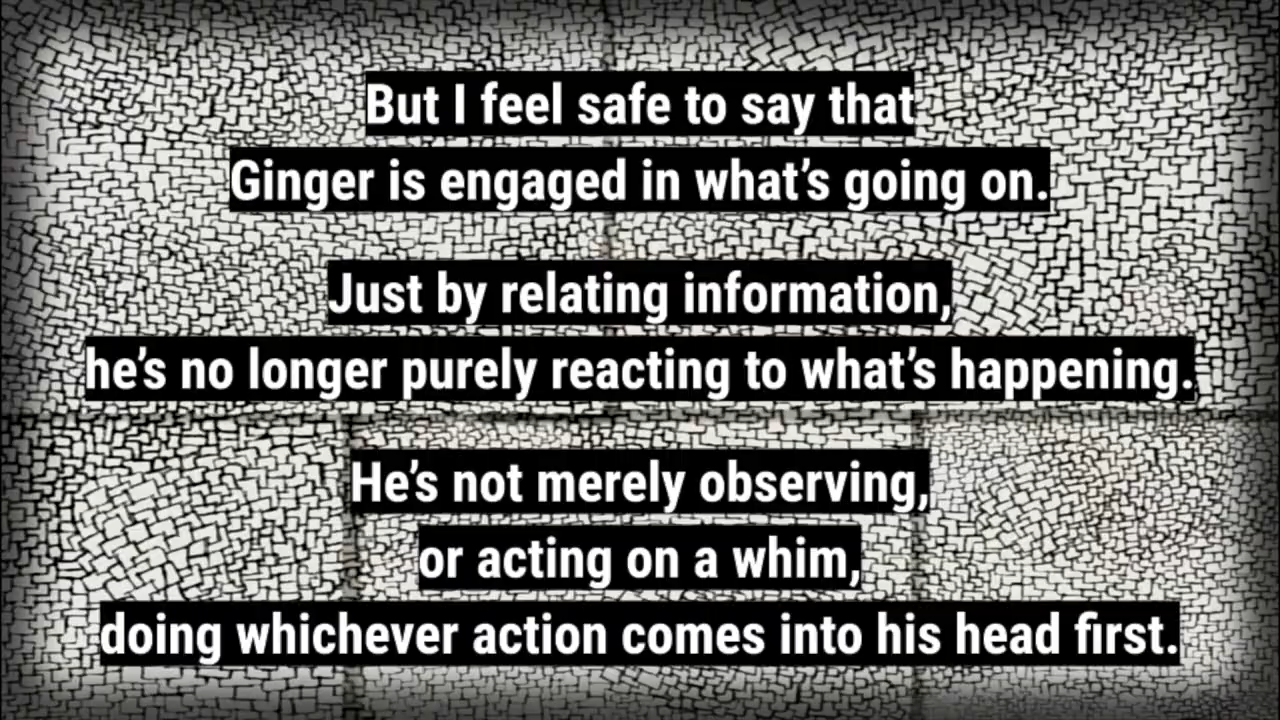 But I feel safe to say that
Ginger is engaged in what’s going on.
Just by relating information,
he’s no longer purely reacting to what’s happening.
He’s not merely observing,
or acting on a whim,
doing whichever action comes into his head first.